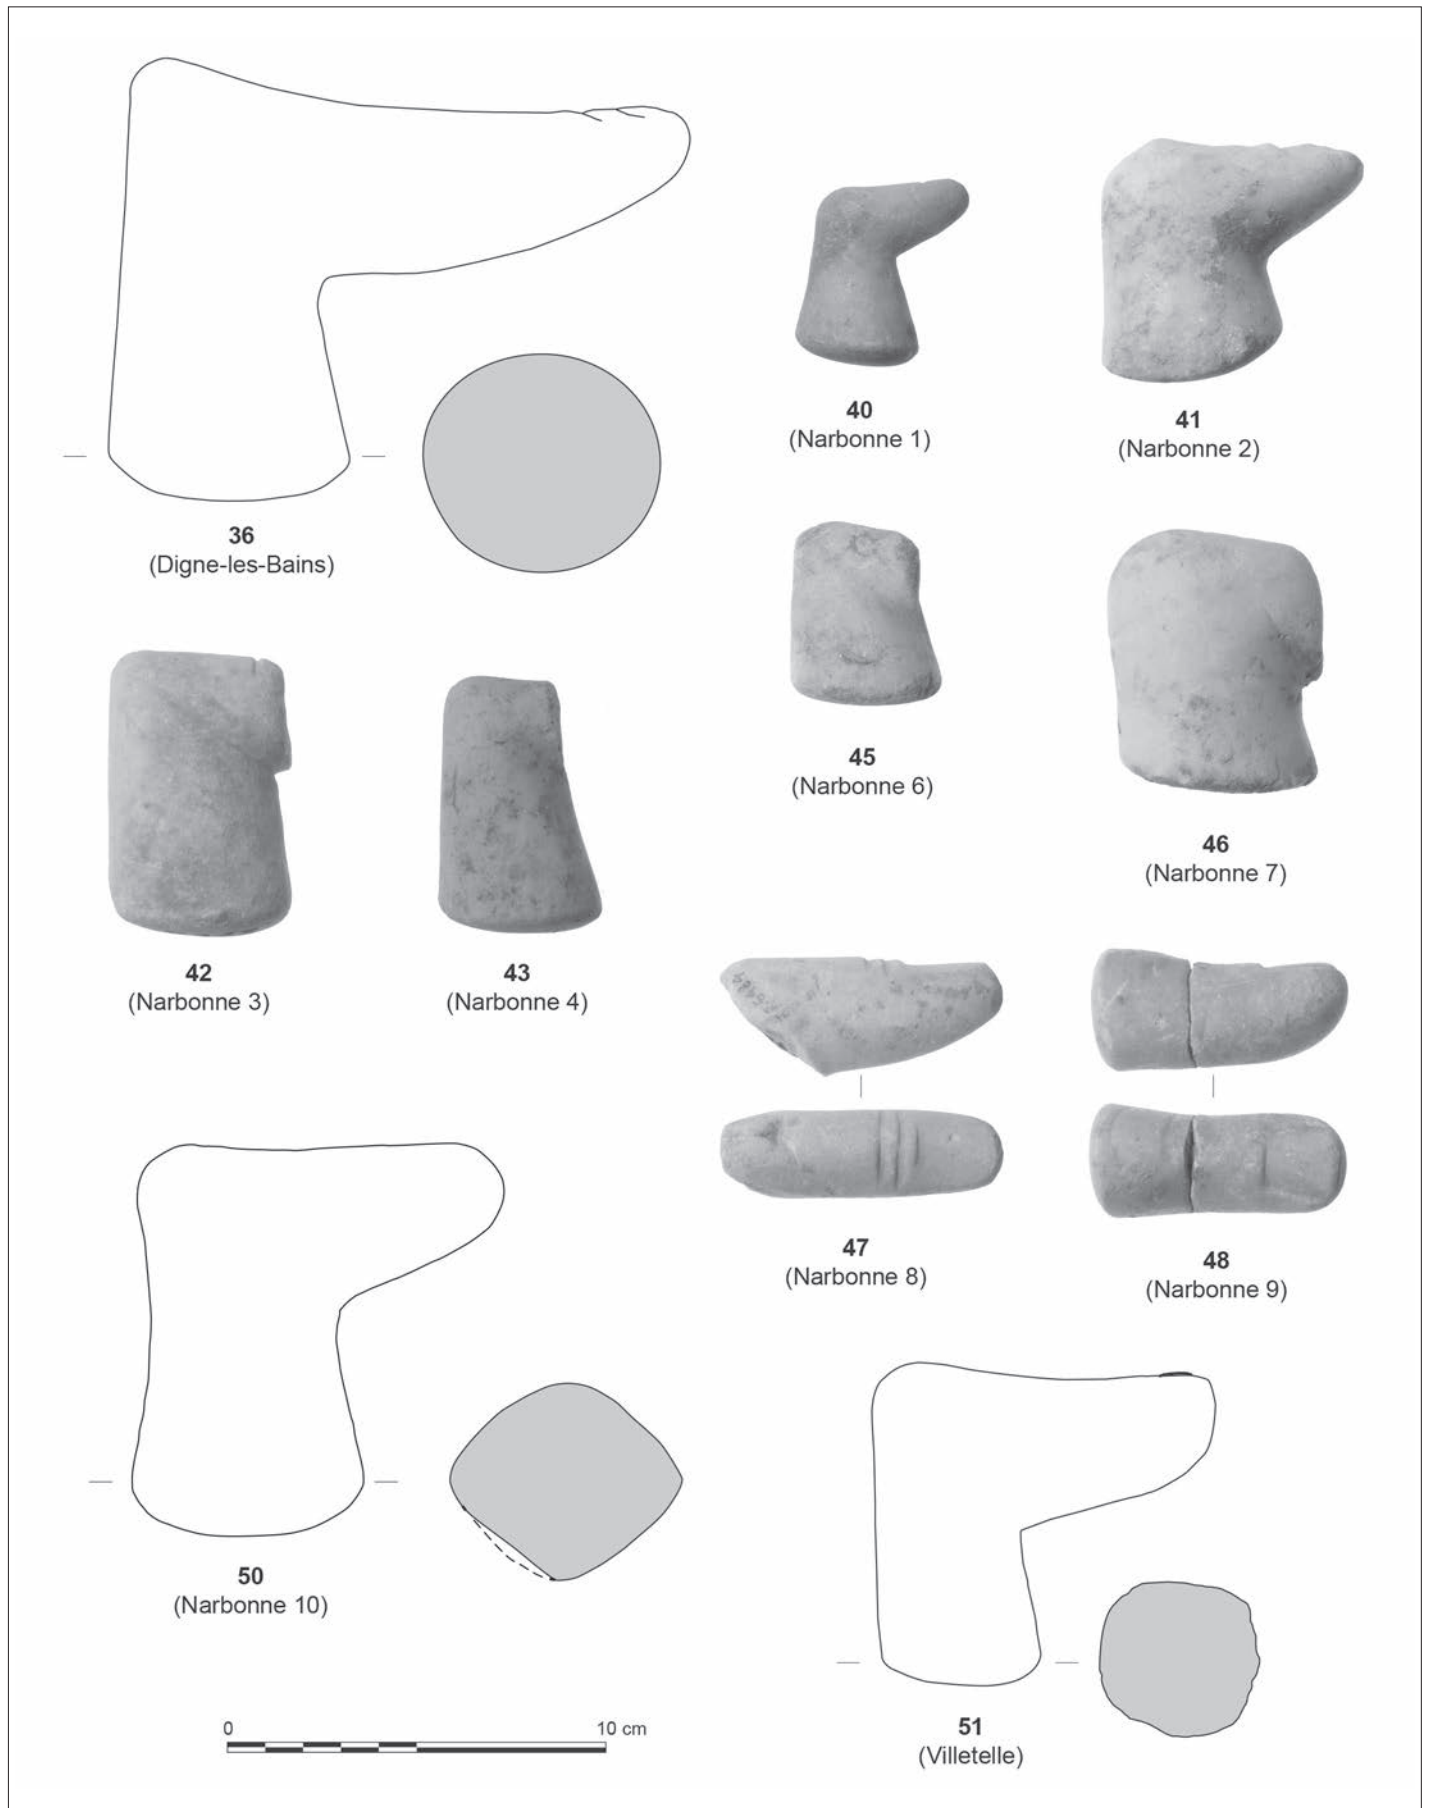 40
(Narbonne 1)
41
(Narbonne 2)
36
(Digne-les-Bains)
45
(Narbonne 6)
46
(Narbonne 7)
42
(Narbonne 3)
43
(Narbonne 4)
47
(Narbonne 8)
48
(Narbonne 9)
50
(Narbonne 10)
51
(Villetelle)
0 10 cm